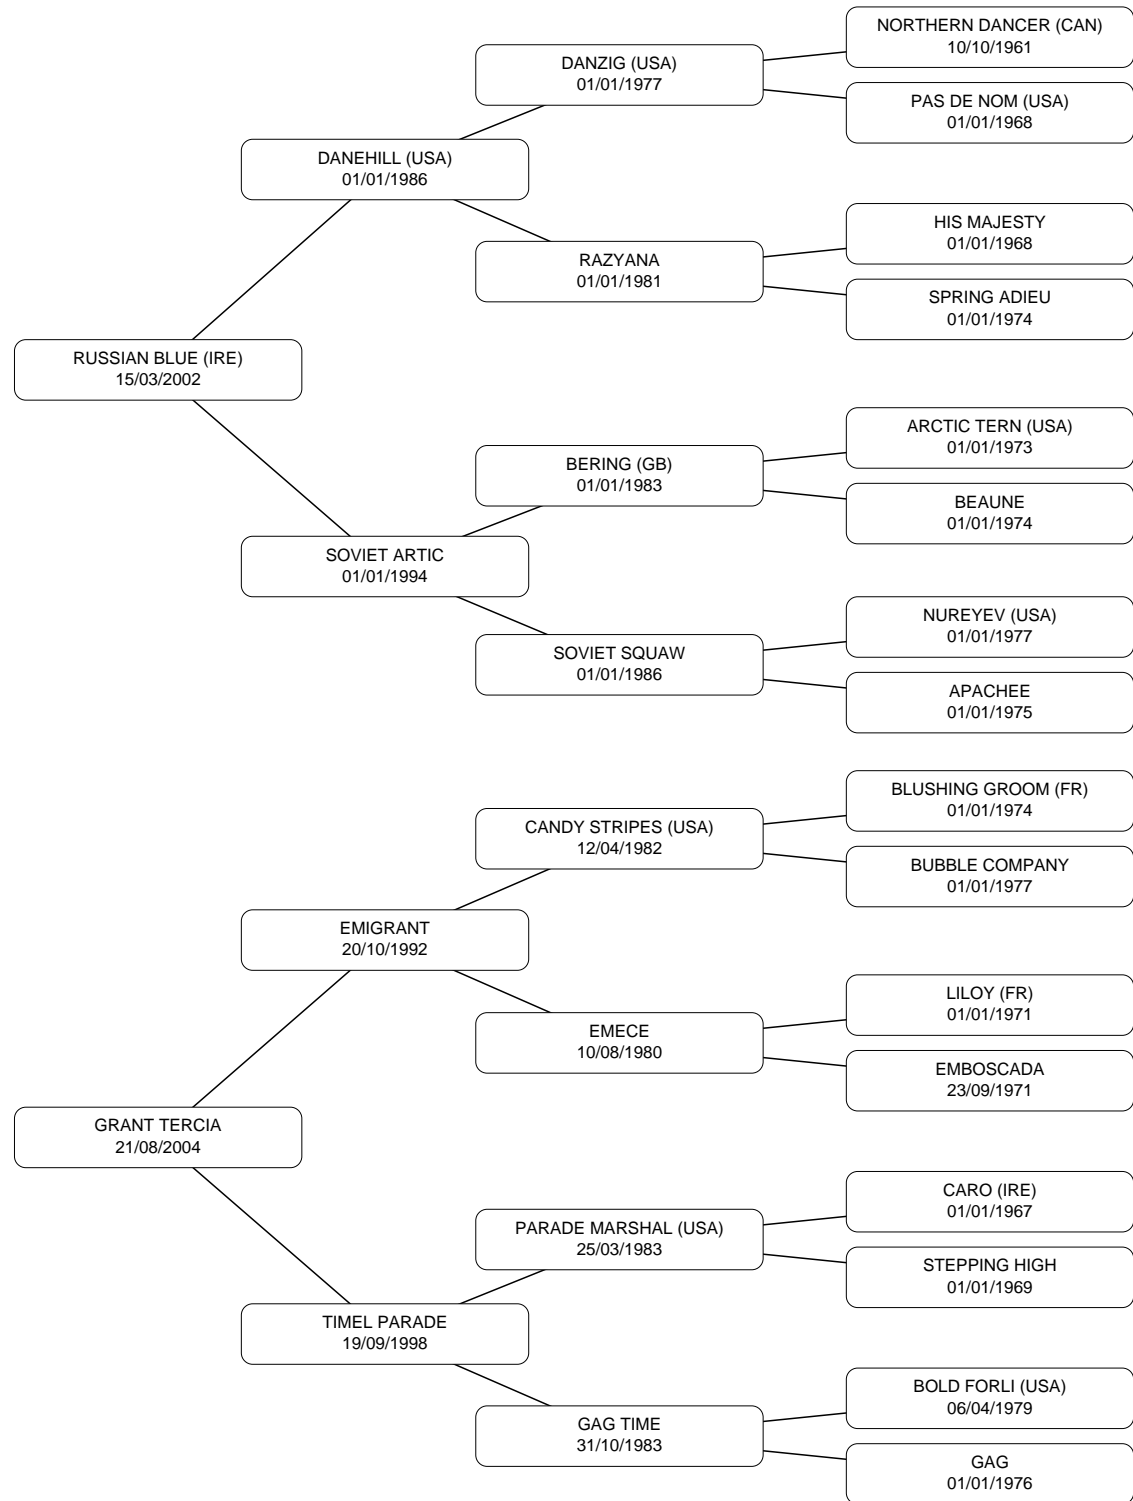 NORTHERN DANCER (CAN)
10/10/1961
DANZIG (USA)
01/01/1977
PAS DE NOM (USA)
01/01/1968
DANEHILL (USA)
01/01/1986
HIS MAJESTY
01/01/1968
RAZYANA
01/01/1981
SPRING ADIEU
01/01/1974
RUSSIAN BLUE (IRE)
15/03/2002
ARCTIC TERN (USA)
01/01/1973
BERING (GB)
01/01/1983
BEAUNE
01/01/1974
SOVIET ARTIC
01/01/1994
NUREYEV (USA)
01/01/1977
SOVIET SQUAW
01/01/1986
APACHEE
01/01/1975
BLUSHING GROOM (FR)
01/01/1974
CANDY STRIPES (USA)
12/04/1982
BUBBLE COMPANY
01/01/1977
EMIGRANT
20/10/1992
LILOY (FR)
01/01/1971
EMECE
10/08/1980
EMBOSCADA
23/09/1971
GRANT TERCIA
21/08/2004
CARO (IRE)
01/01/1967
PARADE MARSHAL (USA)
25/03/1983
STEPPING HIGH
01/01/1969
TIMEL PARADE
19/09/1998
BOLD FORLI (USA)
06/04/1979
GAG TIME
31/10/1983
GAG
01/01/1976